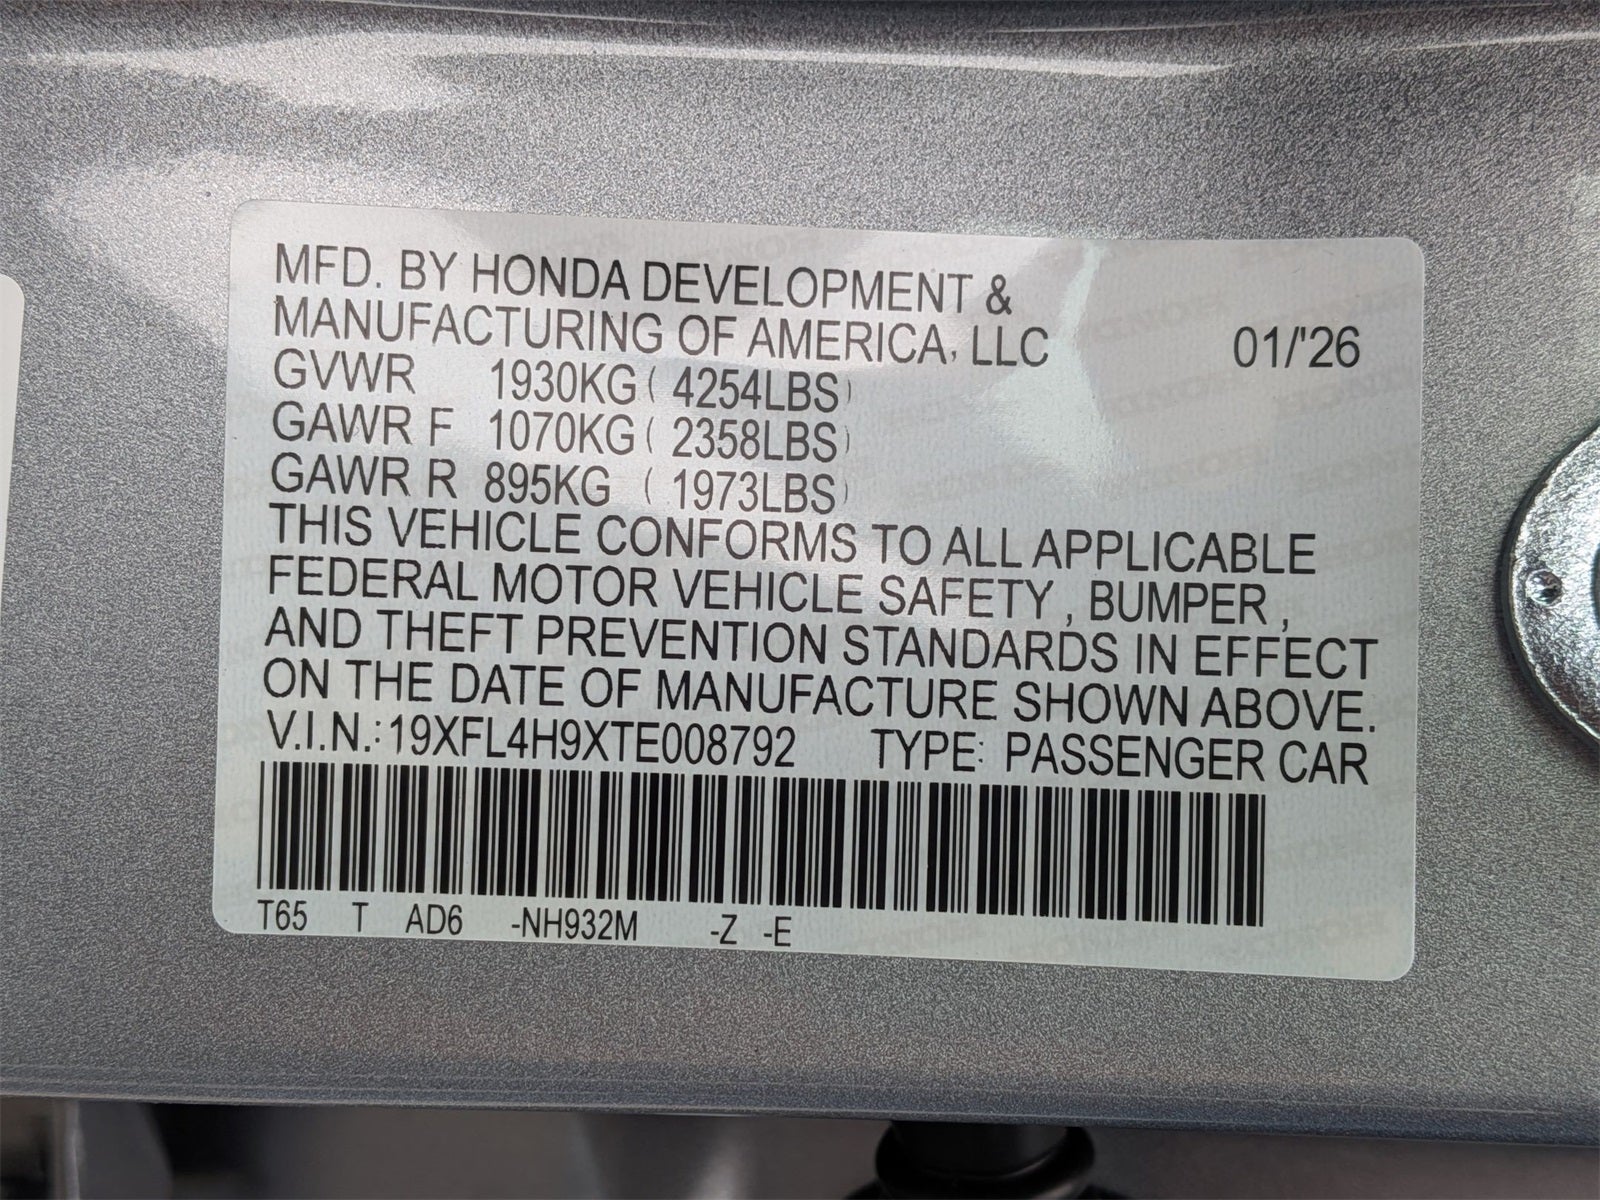 MFD. BY HONDA DEVELOPMENT &
MANUFACTURING OF AMERICA, LLC 01/'26
GVWR 1930KG ( 4254LBS)
GAWR F 1070KG ( 2358LBS)
GAWR R 895KG ( 1973LBS)
THIS VEHICLE CONFORMS TO ALL APPLICABLE
FEDERAL MOTOR VEHICLE SAFETY , BUMPER ,
AND THEFT PREVENTION STANDARDS IN EFFECT
ON THE DATE OF MANUFACTURE SHOWN ABOVE.
V.I.N.: 19XFL4H9XTE008792 TYPE: PASSENGER CAR
T65 T AD6 -NH932M -Z -E